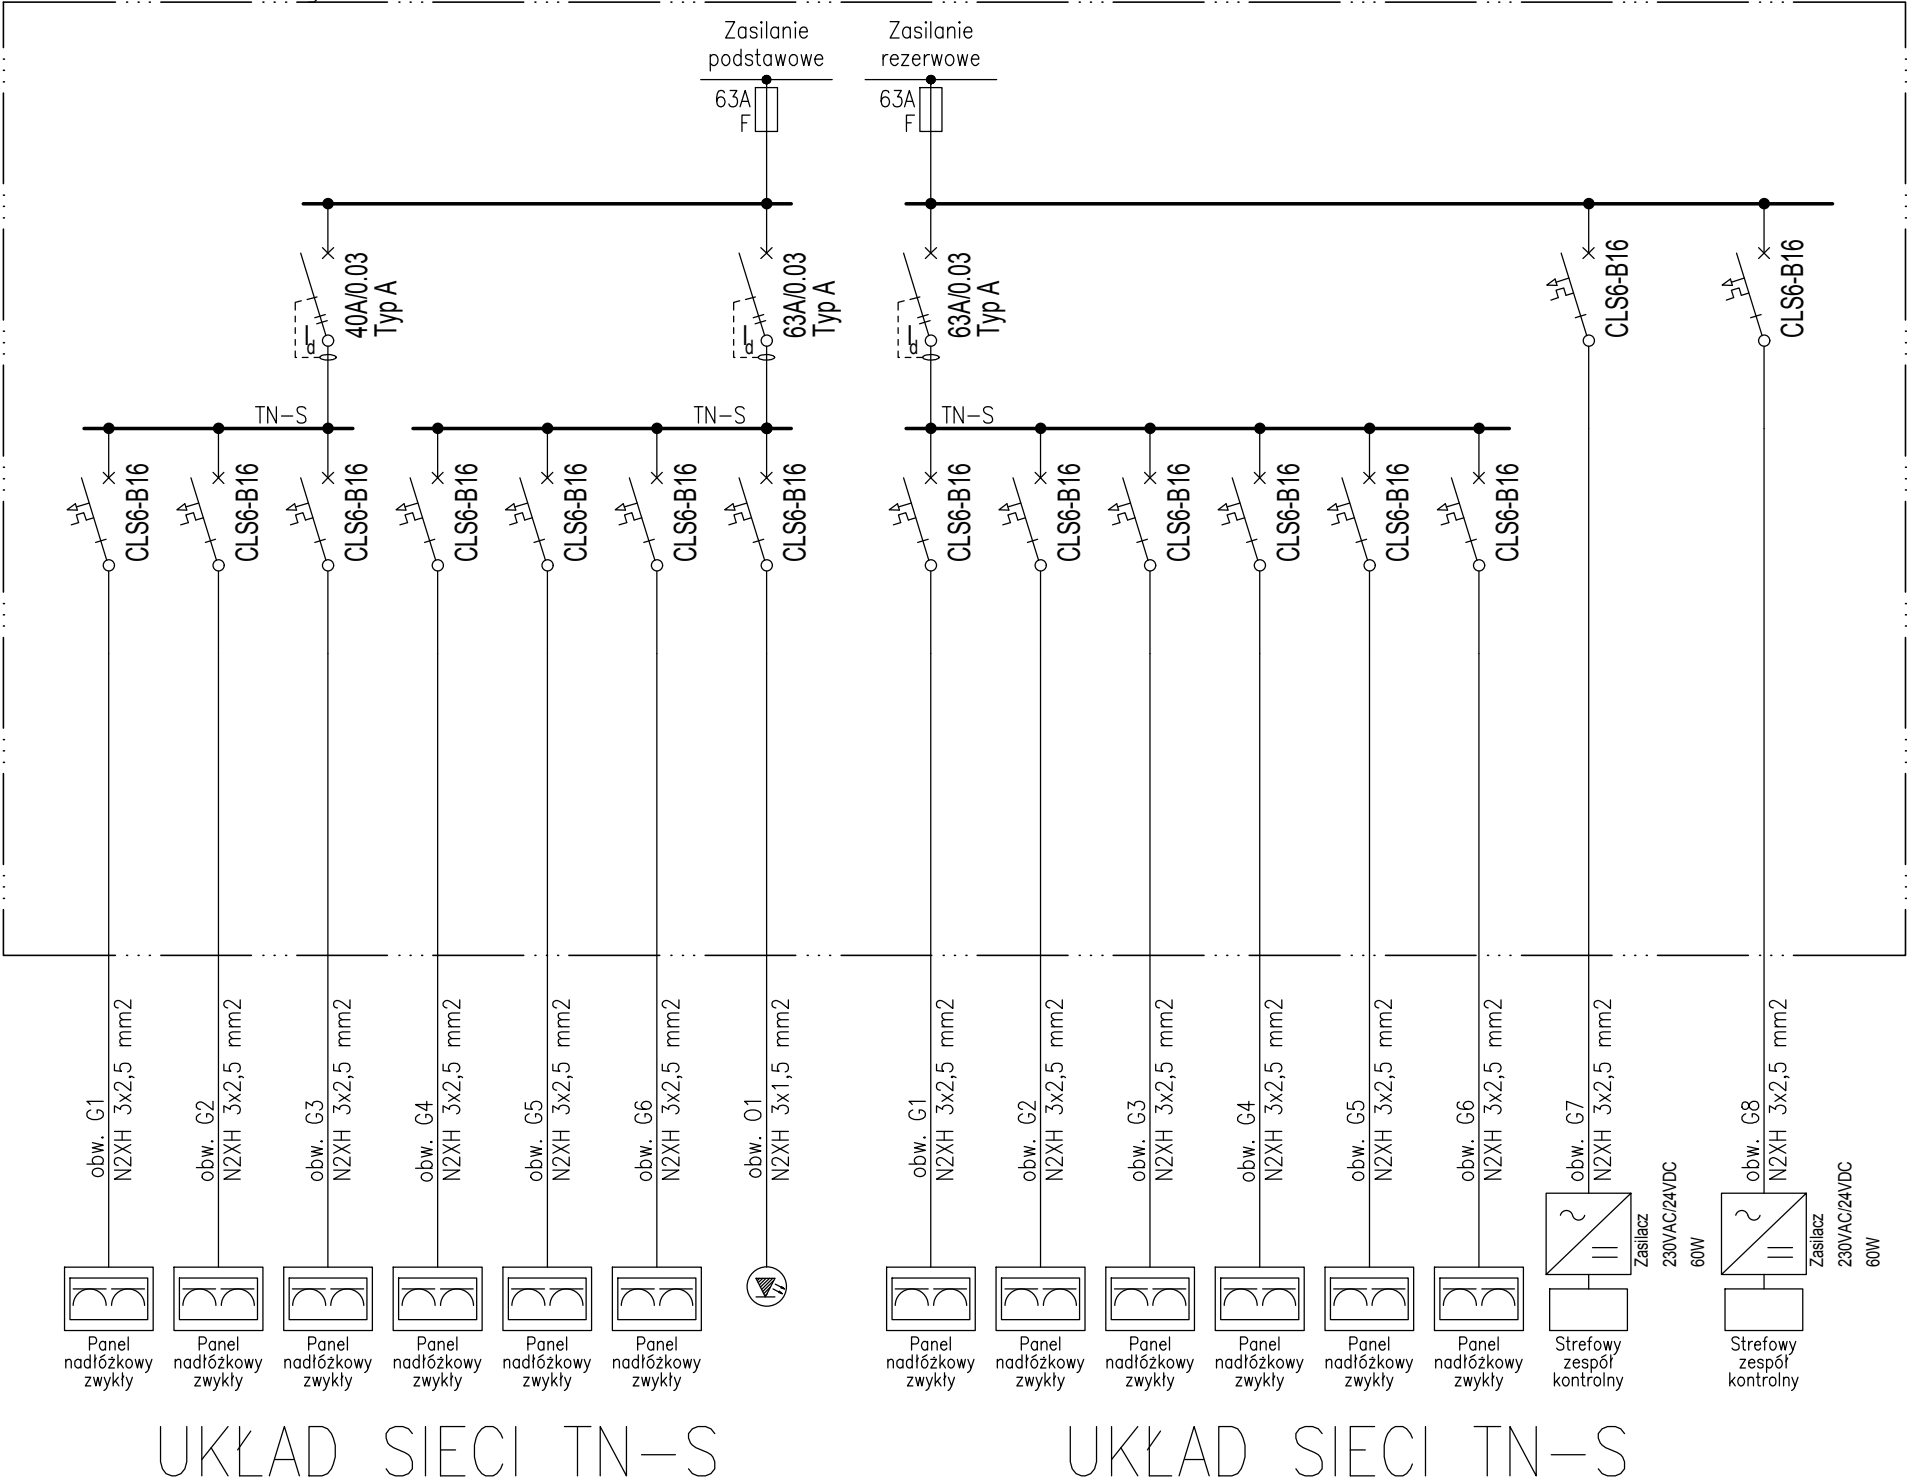 Zasilanie
podstawowe
Zasilanie
rezerwowe
63A
F
63A
F
40A/0.03
Typ A
Id
63A/0.03
Typ A
Id
63A/0.03
Typ A
Id
CLS6-B16
CLS6-B16
TN-S
TN-S
TN-S
CLS6-B16
CLS6-B16
CLS6-B16
CLS6-B16
CLS6-B16
CLS6-B16
CLS6-B16
CLS6-B16
CLS6-B16
CLS6-B16
CLS6-B16
CLS6-B16
CLS6-B16
obw. G1
N2XH 3x2,5 mm2
obw. G2
N2XH 3x2,5 mm2
obw. G3
N2XH 3x2,5 mm2
obw. G4
N2XH 3x2,5 mm2
obw. G5
N2XH 3x2,5 mm2
obw. G6
N2XH 3x2,5 mm2
obw. O1
N2XH 3x1,5 mm2
obw. G1
N2XH 3x2,5 mm2
obw. G2
N2XH 3x2,5 mm2
obw. G3
N2XH 3x2,5 mm2
obw. G4
N2XH 3x2,5 mm2
obw. G5
N2XH 3x2,5 mm2
obw. G6
N2XH 3x2,5 mm2
obw. G7
N2XH 3x2,5 mm2
obw. G8
N2XH 3x2,5 mm2
Zasilacz
230VAC/24VDC
60W
Zasilacz
230VAC/24VDC
60W
Panel
nadłóżkowy
zwykły
Panel
nadłóżkowy
zwykły
Panel
nadłóżkowy
zwykły
Panel
nadłóżkowy
zwykły
Panel
nadłóżkowy
zwykły
Panel
nadłóżkowy
zwykły
Panel
nadłóżkowy
zwykły
Panel
nadłóżkowy
zwykły
Panel
nadłóżkowy
zwykły
Panel
nadłóżkowy
zwykły
Panel
nadłóżkowy
zwykły
Panel
nadłóżkowy
zwykły
Strefowy
zespół
kontrolny
Strefowy
zespół
kontrolny
UKŁAD SIECI TN-S
UKŁAD SIECI TN-S